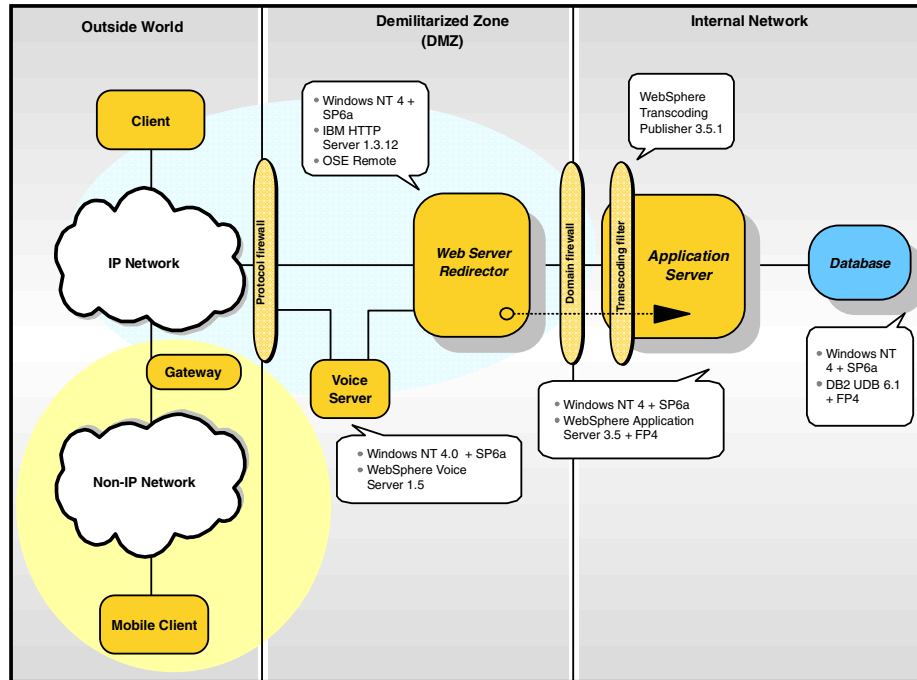 Outside World
Demilitarized Zone
(DMZ)
Internal Network
Client
IP Network
Gateway
Non-IP Network
Mobile Client
Protocol firewall
Windows NT 4 +
SP6a
IBM HTTP
Server 1.3.12
OSE Remote
Web Server
Redirector
Voice
Server
Windows NT 4.0 + SP6a
WebSphere Voice
Server 1.5
Domain firewall
WebSphere
Transcoding
Publisher 3.5.1
Transcoding filter
Application
Server
Windows NT 4 + SP6a
WebSphere Application
Server 3.5 + FP4
Database
Windows NT
4 + SP6a
DB2 UDB 6.1
+ FP4